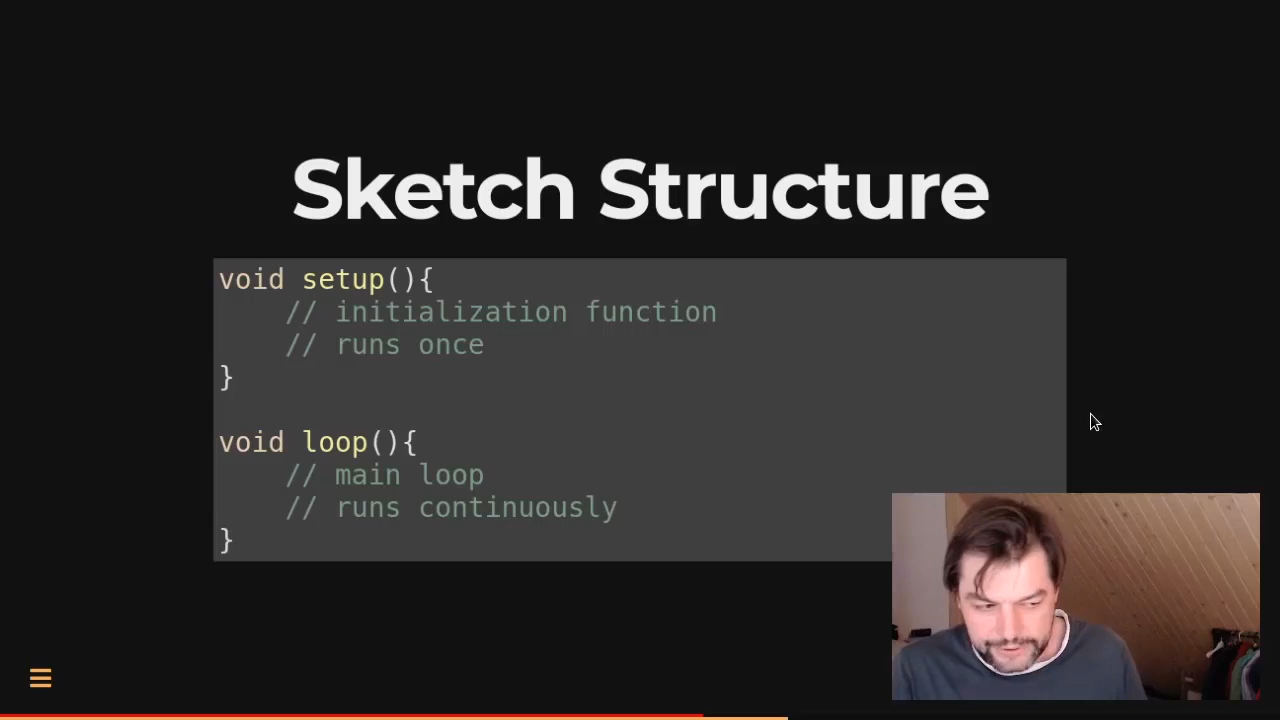 Sketch Structure
void setup(){
    // initialization function
    // runs once
}
void loop(){
    // main loop
    // runs continuously
}